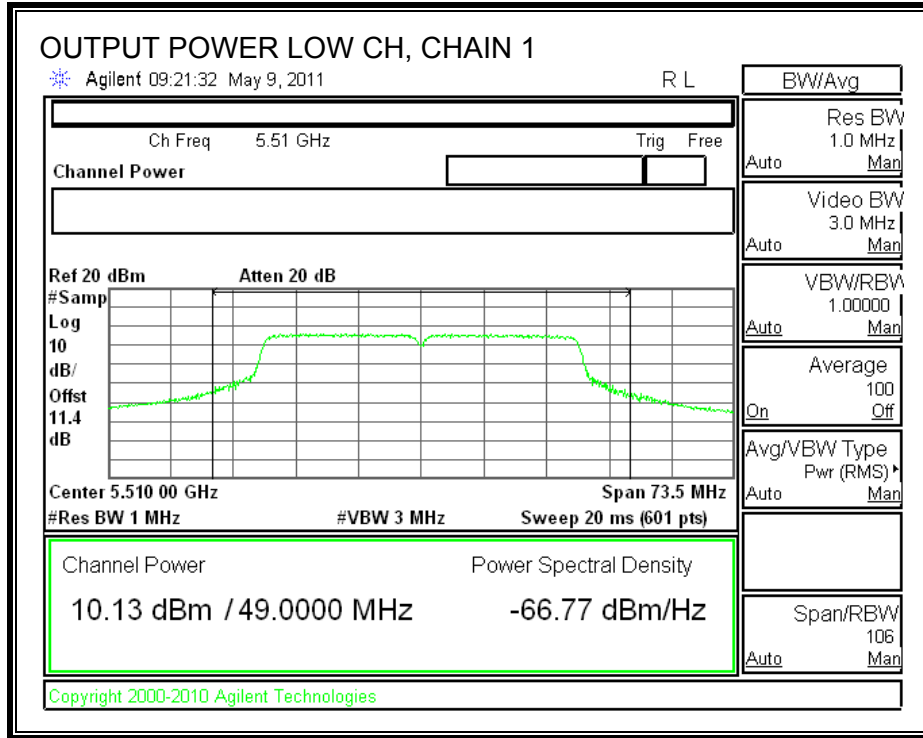 OUTPUT POWER LOW CH, CHAIN 1
Agilent 09:21:32 May 9, 2011 R L
Ch Freq 5.51 GHz Trig Free
Channel Power
Ref 20 dBm Atten 20 dB
#Samp
Log
10
dB/
Offst
11.4
dB
Center 5.510 00 GHz Span 73.5 MHz
#Res BW 1 MHz #VBW 3 MHz Sweep 20 ms (601 pts)
Channel Power Power Spectral Density
10.13 dBm / 49.0000 MHz -66.77 dBm/Hz
Copyright 2000-2010 Agilent Technologies
BW/Avg
Res BW
1.0 MHz
Auto Man
Video BW
3.0 MHz
Auto Man
VBW/RBW
1.00000
Auto Man
Average
100
On Off
Avg/VBW Type
Pwr (RMS)
Auto Man
Span/RBW
106
Auto Man